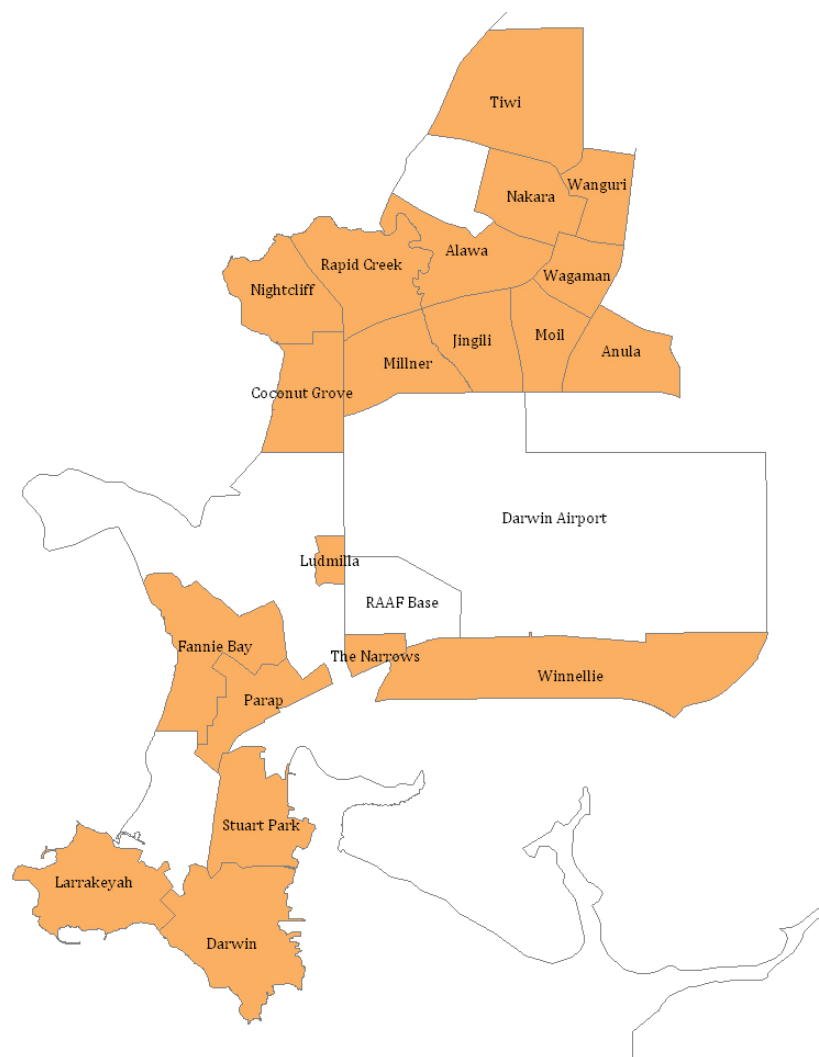 Tiwi
Wanguri
Nakara
Alawa
Rapid Creek
Wagaman
Nightcliff
Moil
Jingili
Anula
Millner
Coconut Grove
Darwin Airport
Ludmilla
RAAF Base
Fannie Bay
The Narrows
Winnellie
Parap
Stuart Park
Larrakeyah
Darwin